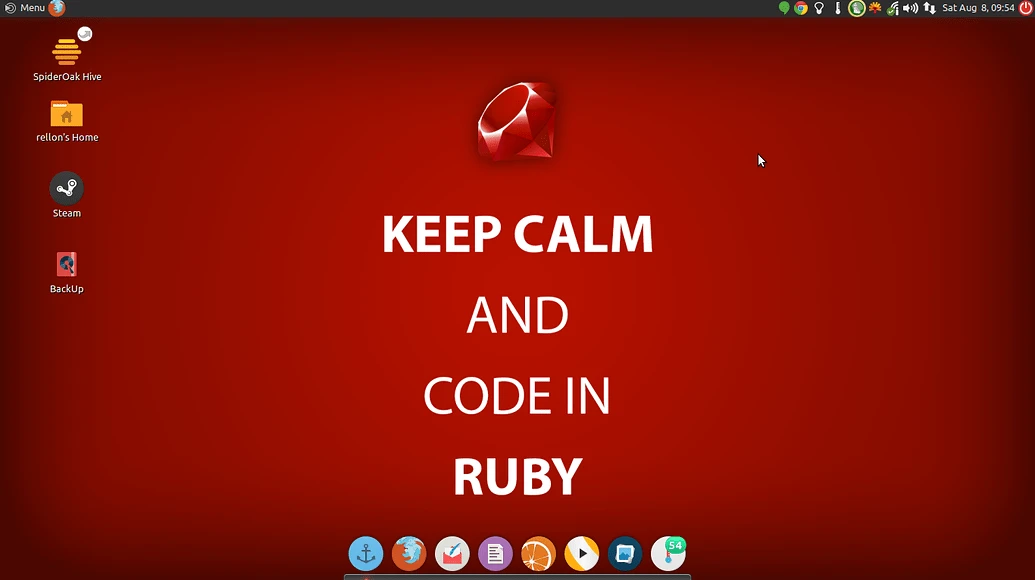 Menu
Sat Aug 8, 09:54
SpiderOak Hive
rellon's Home
Steam
BackUp
KEEP CALM
AND
CODE IN
RUBY
54